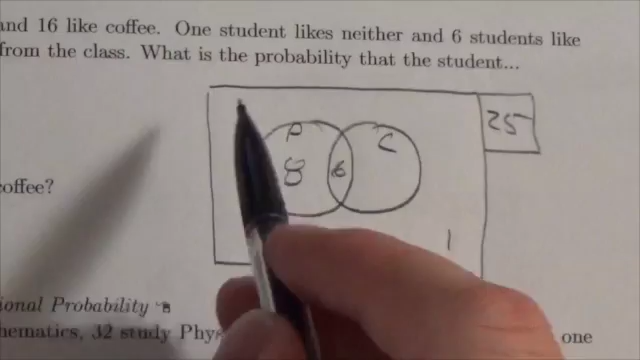 and 16 like coffee. One student likes neither and 6 students like
from the class. What is the probability that the student...
25
P
C
8
6
coffee?
1
ional Probability
hematics, 32 study Phys
one